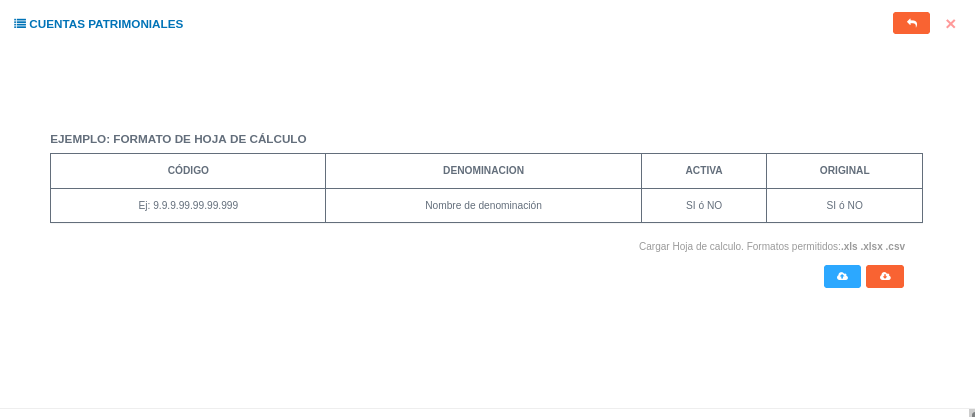 CUENTAS PATRIMONIALES
EJEMPLO: FORMATO DE HOJA DE CÁLCULO
CÓDIGO DENOMINACION ACTIVA ORIGINAL
Ej: 9.9.9.99.99.99.999 Nombre de denominación SI ó NO SI ó NO
Cargar Hoja de calculo. Formatos permitidos:.xls .xlsx .csv